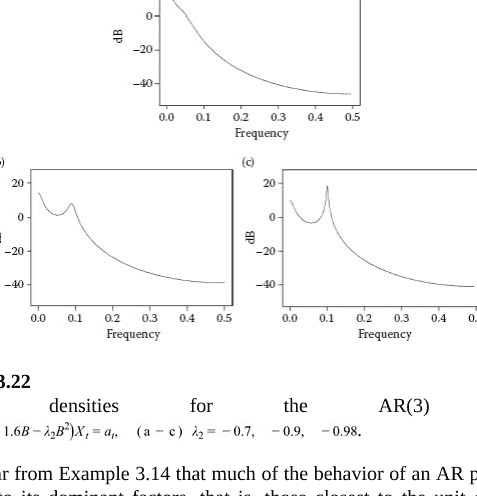 0
−20
−40
dB
0.0 0.1 0.2 0.3 0.4 0.5
Frequency
)
20
0
−20
−40
0.0 0.1 0.2 0.3 0.4 0.5
Frequency
(c)
20
0
−20
−40
dB
0.0 0.1 0.2 0.3 0.4 0.5
Frequency
3.22
densities for the AR(3)
1.6B − λ₂B²)Xₜ = aₜ, (a − c) λ₂ = −0.7, −0.9, −0.98.
ar from Example 3.14 that much of the behavior of an AR p
to its dominant factors, that is, those closest to the unit